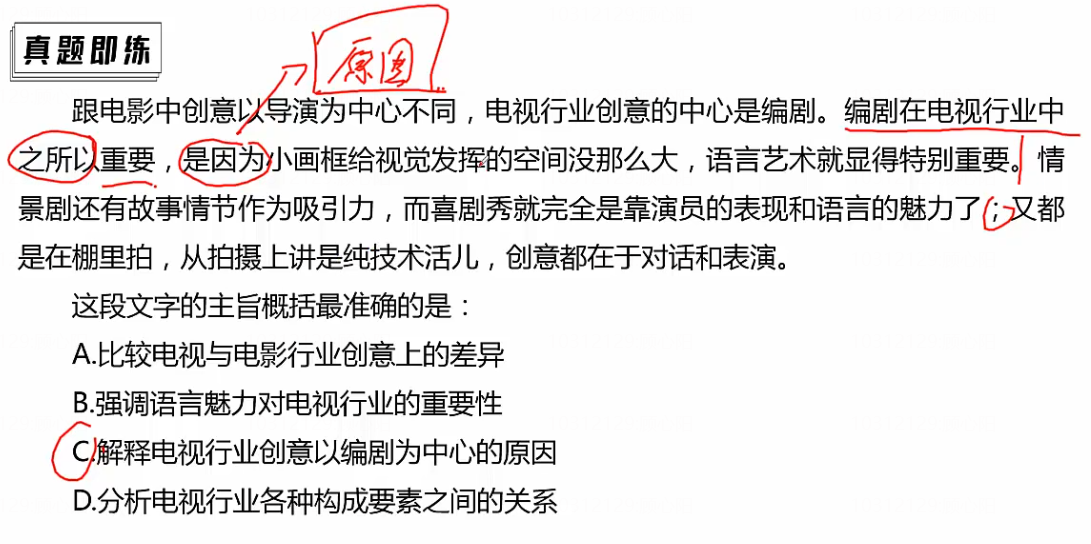 真题即练
原因
跟电影中创意以导演为中心不同，电视行业创意的中心是编剧。编剧在电视行业中
之所以重要，是因为小画框给视觉发挥的空间没那么大，语言艺术就显得特别重要。情
景剧还有故事情节作为吸引力，而喜剧秀就完全是靠演员的表现和语言的魅力了；又都
是在棚里拍，从拍摄上讲是纯技术活儿，创意都在于对话和表演。
这段文字的主旨概括最准确的是：
A.比较电视与电影行业创意上的差异
B.强调语言魅力对电视行业的重要性
C.解释电视行业创意以编剧为中心的原因
D.分析电视行业各种构成要素之间的关系